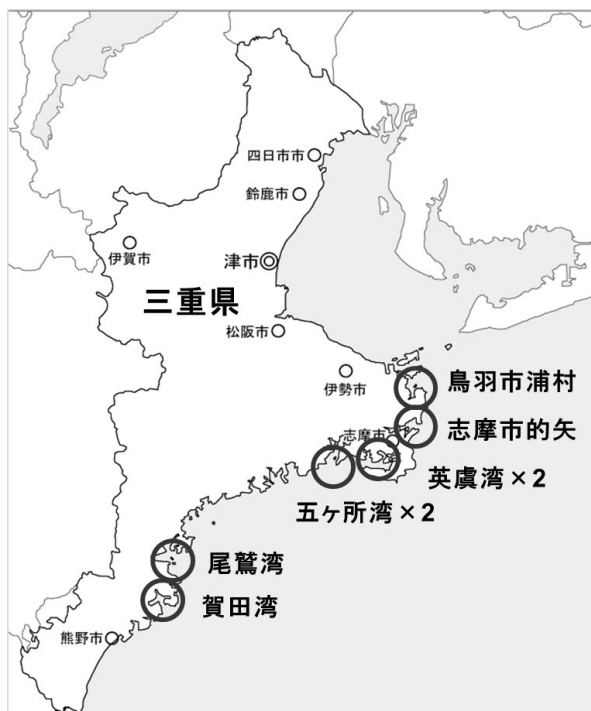 四日市市
鈴鹿市
伊賀市
津市
三重県
松阪市
伊勢市
鳥羽市浦村
志摩市
志摩市的矢
英虞湾×2
五ヶ所湾×2
尾鷲湾
賀田湾
熊野市